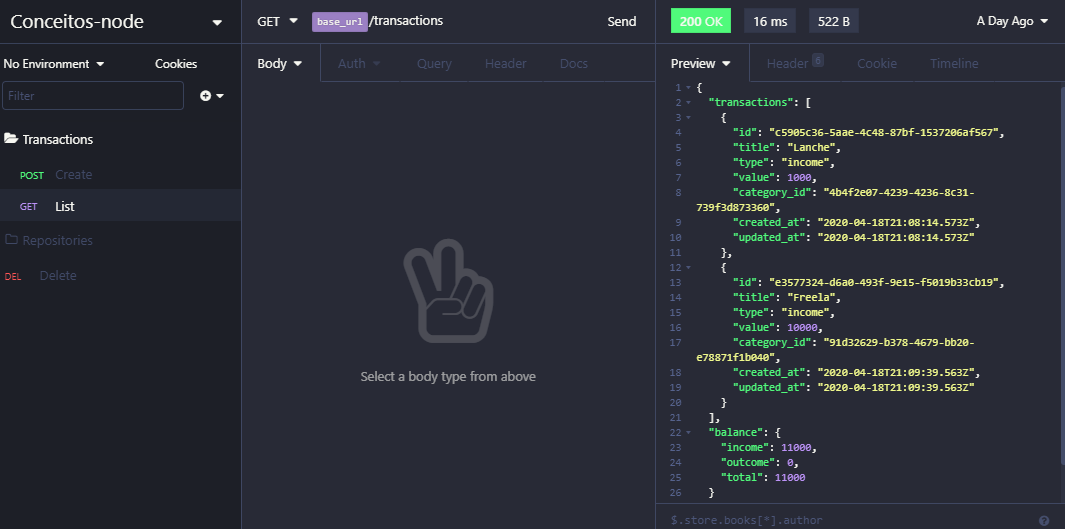 Conceitos-node
GET base_url/transactions Send
200 OK 16 ms 522 B A Day Ago
No Environment Cookies
Body Auth Query Header Docs
Preview Header 6 Cookie Timeline
Filter
Transactions
POST Create
GET List
Repositories
DEL Delete
Select a body type from above
1 {
2 "transactions": [
3 {
4 "id": "c5905c36-5aae-4c48-87bf-1537206af567",
5 "title": "Lanche",
6 "type": "income",
7 "value": 1000,
8 "category_id": "4b4f2e07-4239-4236-8c31-
739f3d873360",
9 "created_at": "2020-04-18T21:08:14.573Z",
10 "updated_at": "2020-04-18T21:08:14.573Z"
11 },
12 {
13 "id": "e3577324-d6a0-493f-9e15-f5019b33cb19",
14 "title": "Freela",
15 "type": "income",
16 "value": 10000,
17 "category_id": "91d32629-b378-4679-bb20-
e78871f1b040",
18 "created_at": "2020-04-18T21:09:39.563Z",
19 "updated_at": "2020-04-18T21:09:39.563Z"
20 }
21 ],
22 "balance": {
23 "income": 11000,
24 "outcome": 0,
25 "total": 11000
26 }
$.store.books[*].author